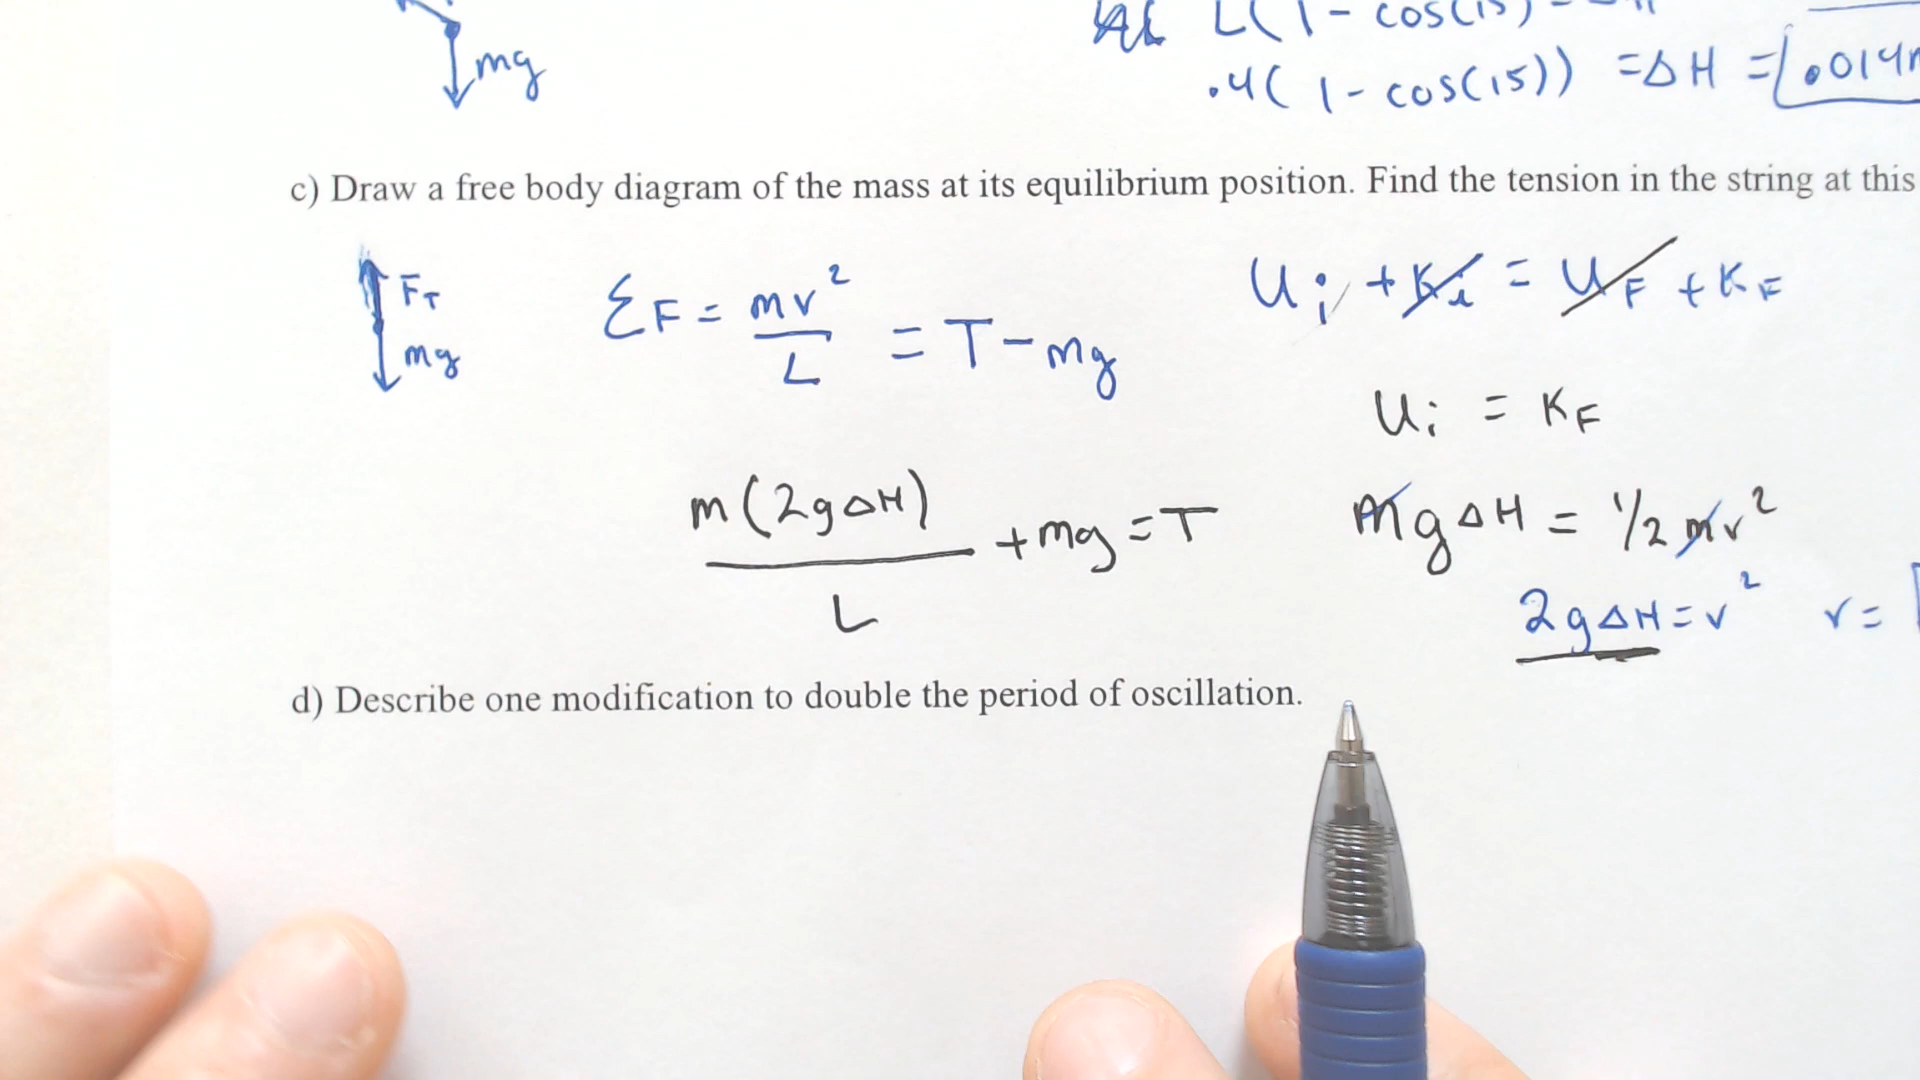 mg
L(1 - cos(15) =
.4(1 - cos(15)) = ΔH = .014m
c) Draw a free body diagram of the mass at its equilibrium position. Find the tension in the string at this
F_T
mg
ΣF = mv²/L = T - mg
U_i + K_i = U_F + K_F
U_i = K_F
m(2gΔH)/L + mg = T
mgΔH = 1/2 mv²
2gΔH = v² v =
d) Describe one modification to double the period of oscillation.